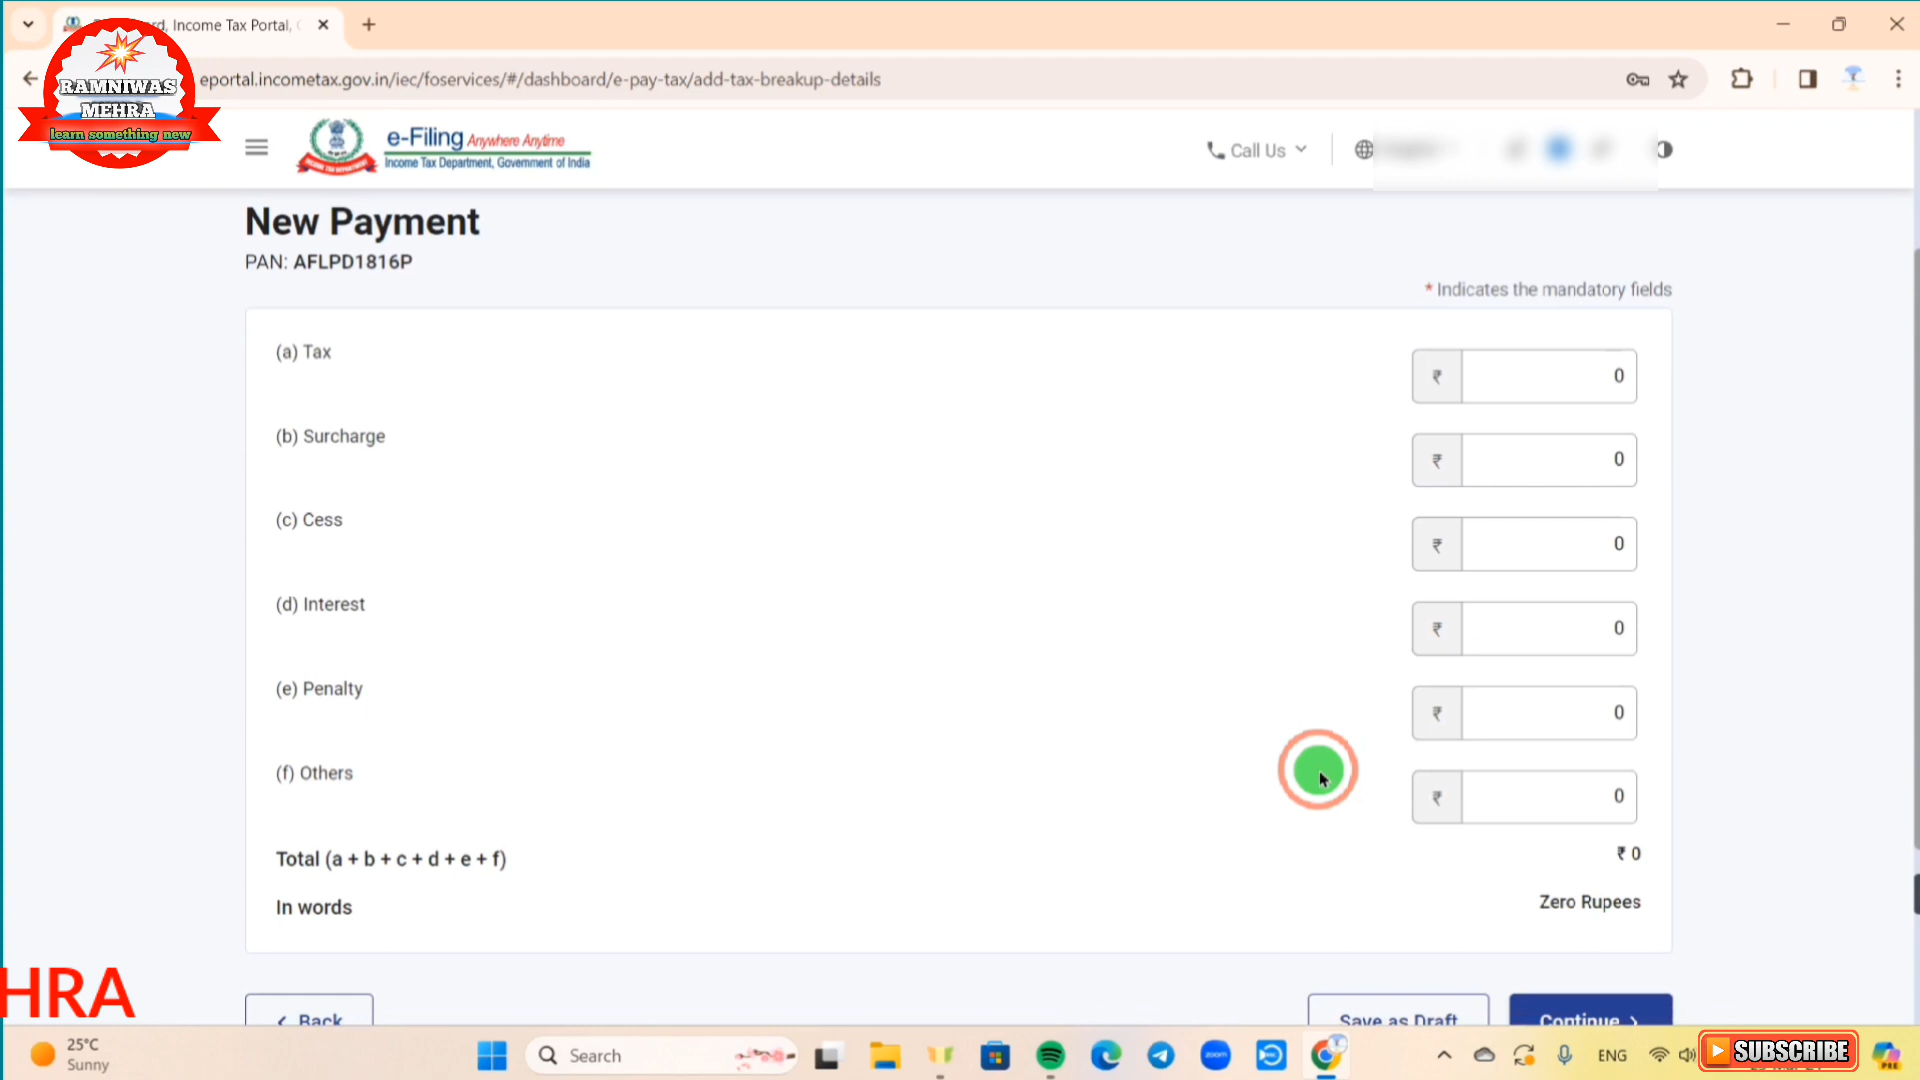 rd, Income Tax Portal,
RAMNIWAS
MEHRA
learn something new
eportal.incometax.gov.in/iec/foservices/#/dashboard/e-pay-tax/add-tax-breakup-details
e-Filing Anywhere Anytime
Income Tax Department, Government of India
Call Us
New Payment
PAN: AFLPD1816P
* Indicates the mandatory fields
(a) Tax
₹ 0
(b) Surcharge
₹ 0
(c) Cess
₹ 0
(d) Interest
₹ 0
(e) Penalty
₹ 0
(f) Others
₹ 0
Total (a + b + c + d + e + f)
₹ 0
In words
Zero Rupees
HRA
< Back
Save as Draft
Continue >
25°C
Sunny
Search
zoom
ENG
SUBSCRIBE
PRE